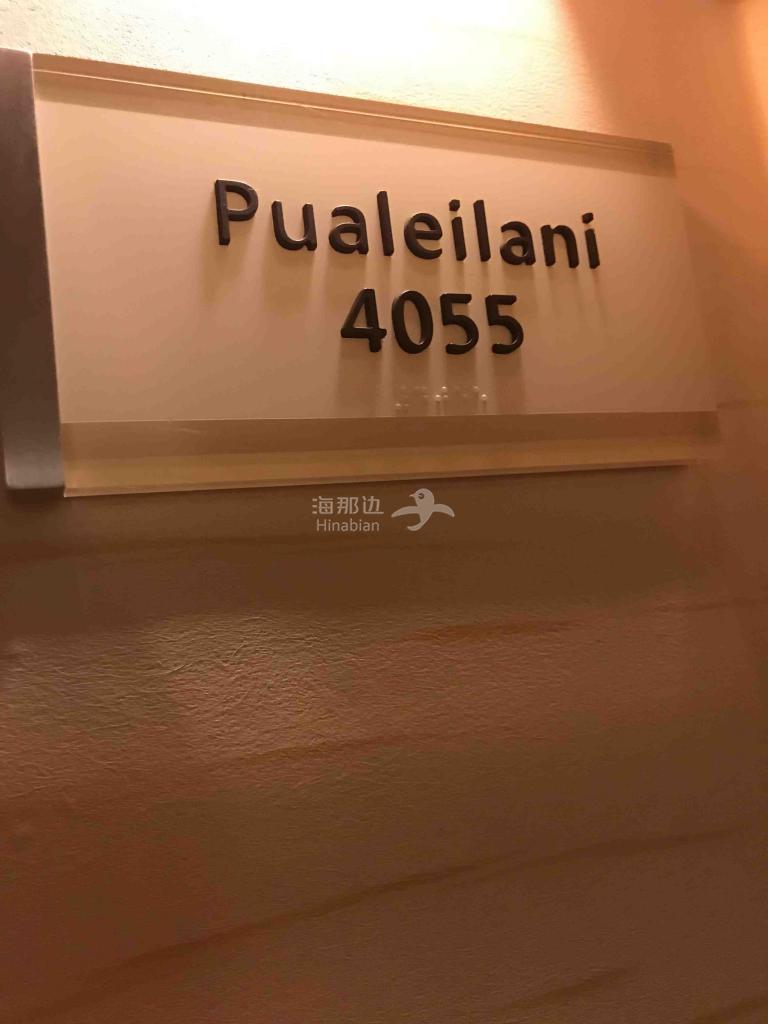 Pualeilani
4055
海那边
Hinabian